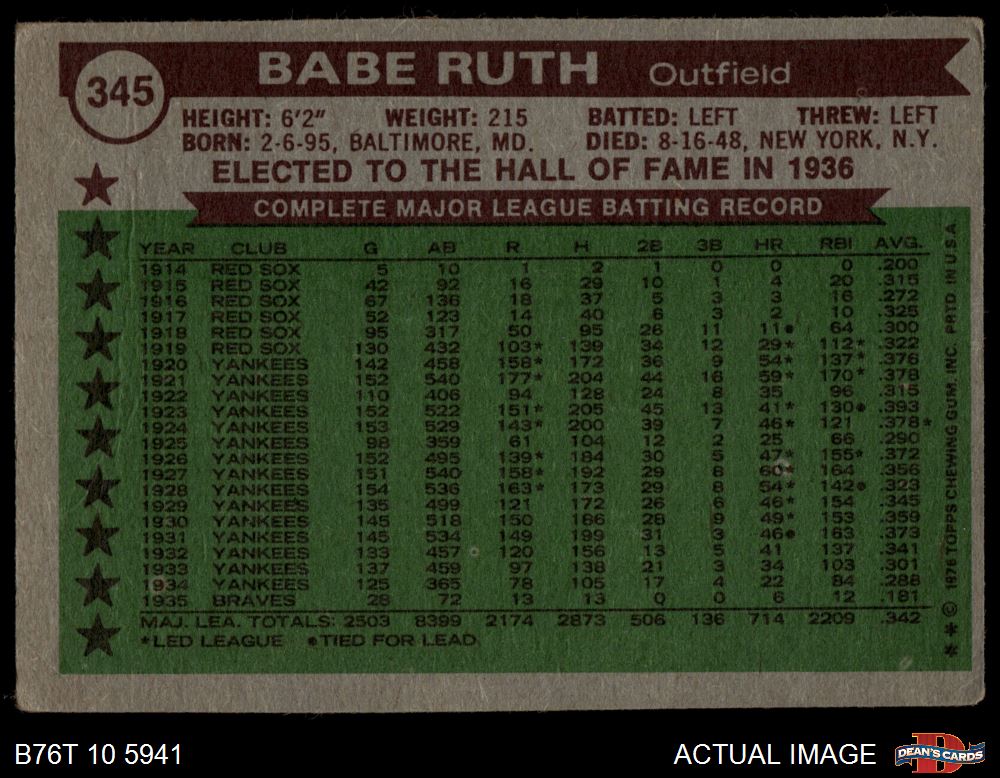 345
BABE RUTH Outfield
HEIGHT: 6'2" WEIGHT: 215 BATTED: LEFT THREW: LEFT
BORN: 2-6-95, BALTIMORE, MD. DIED: 8-16-48, NEW YORK, N.Y.
ELECTED TO THE HALL OF FAME IN 1936
COMPLETE MAJOR LEAGUE BATTING RECORD
YEAR CLUB G AB R H 2B 3B HR RBI AVG.
1914 RED SOX 5 10 1 2 1 0 0 0 .200
1915 RED SOX 42 92 16 29 10 1 4 20 .315
1916 RED SOX 67 136 18 37 5 3 3 16 .272
1917 RED SOX 52 123 14 40 6 3 2 10 .325
1918 RED SOX 95 317 50 95 26 11 11● 64 .300
1919 RED SOX 130 432 103* 139 34 12 29* 112* .322
1920 YANKEES 142 458 158* 172 36 9 54* 137* .376
1921 YANKEES 152 540 177* 204 44 16 59* 170* .378
1922 YANKEES 110 406 94 128 24 8 35 96 .315
1923 YANKEES 152 522 151* 205 45 13 41* 130● .393
1924 YANKEES 153 529 143* 200 39 7 46* 121 .378*
1925 YANKEES 98 359 61 104 12 2 25 66 .290
1926 YANKEES 152 495 139* 184 30 5 47* 155* .372
1927 YANKEES 151 540 158* 192 29 8 60* 164 .356
1928 YANKEES 154 536 163* 173 29 8 54* 142● .323
1929 YANKEES 135 499 121 172 26 6 46* 154 .345
1930 YANKEES 145 518 150 186 28 9 49* 153 .359
1931 YANKEES 145 534 149 199 31 3 46● 163 .373
1932 YANKEES 133 457 120 156 13 5 41 137 .341
1933 YANKEES 137 459 97 138 21 3 34 103 .301
1934 YANKEES 125 365 78 105 17 4 22 84 .288
1935 BRAVES 28 72 13 13 0 0 6 12 .181
MAJ. LEA. TOTALS: 2503 8399 2174 2873 506 136 714 2209 .342
*LED LEAGUE ●TIED FOR LEAD.
*** © 1976 TOPPS CHEWING GUM, INC. PRTD. IN U.S.A.
B76T 10 5941
ACTUAL IMAGE
DEAN'S CARDS